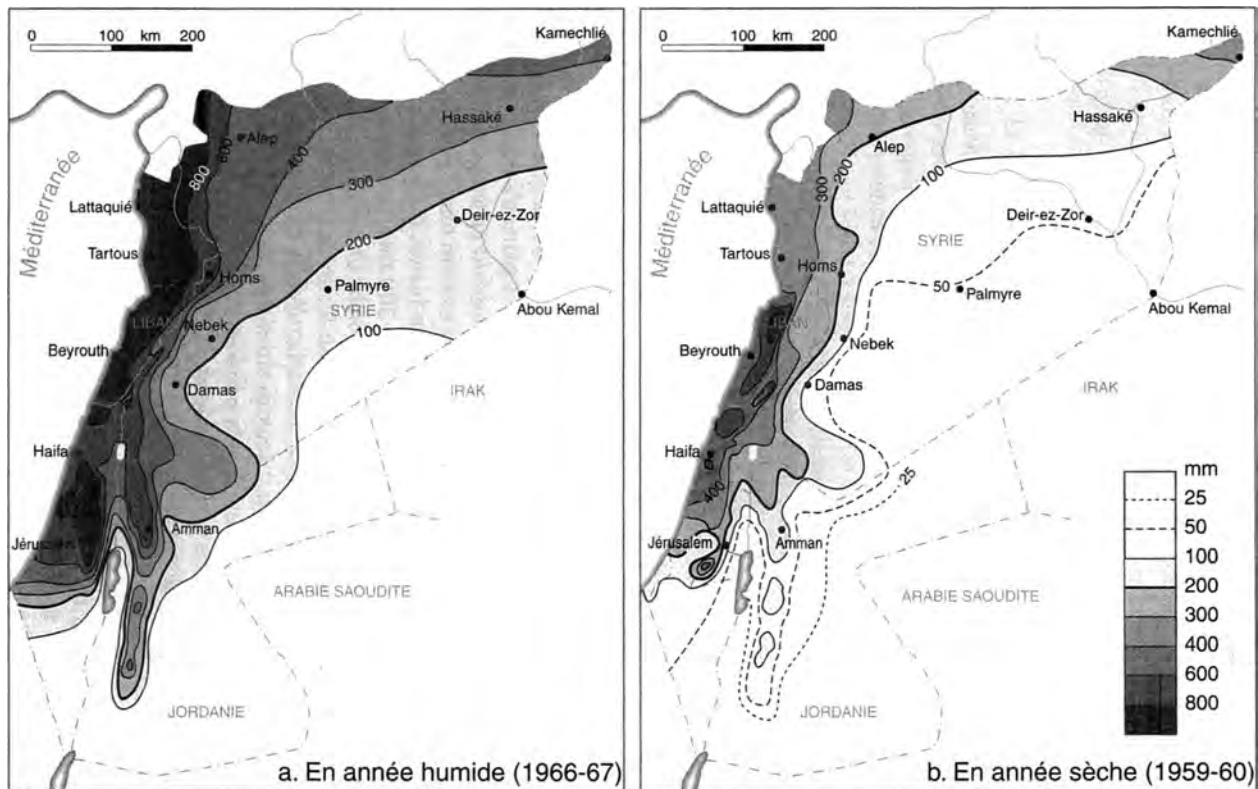 0 100 200
km
Kamechlié
Hassaké
Alep
600
400
800
300
Méditerranée
Lattaquié
200
Deir-ez-Zor
Tartous
Homs
Palmyre
SYRIE
Abou Kemal
LIBAN
Nebek
100
Beyrouth
Damas
IRAK
Haifa
Amman
Jérusalem
ARABIE SAOUDITE
JORDANIE
a. En année humide (1966-67)
0 100 200
km
Kamechlié
Hassaké
Alep
200
100
300
Méditerranée
Lattaquié
Deir-ez-Zor
SYRIE
Tartous
Homs
50
Palmyre
Abou Kemal
LIBAN
Beyrouth
Nebek
Damas
IRAK
Haifa
400
25
Jérusalem
Amman
ARABIE SAOUDITE
JORDANIE
mm
25
50
100
200
300
400
600
800
b. En année sèche (1959-60)